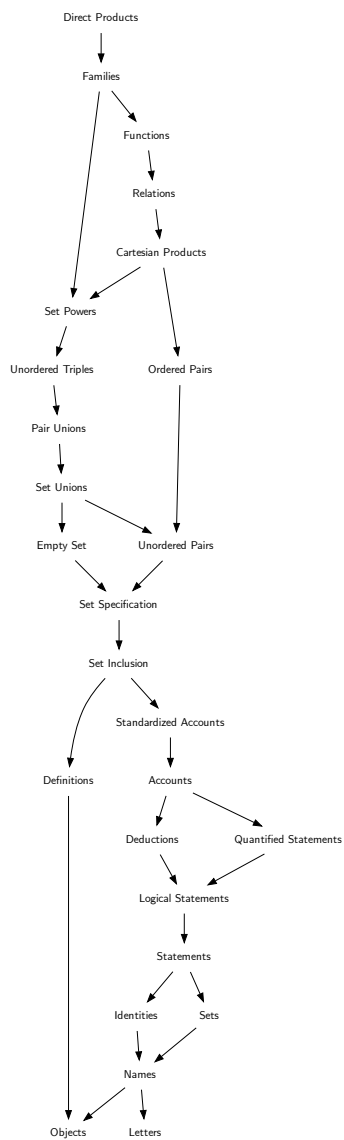 Direct Products
Families
Functions
Relations
Cartesian Products
Set Powers
Unordered Triples
Ordered Pairs
Pair Unions
Set Unions
Empty Set
Unordered Pairs
Set Specification
Set Inclusion
Standardized Accounts
Definitions
Accounts
Deductions
Quantified Statements
Logical Statements
Statements
Identities
Sets
Names
Objects
Letters